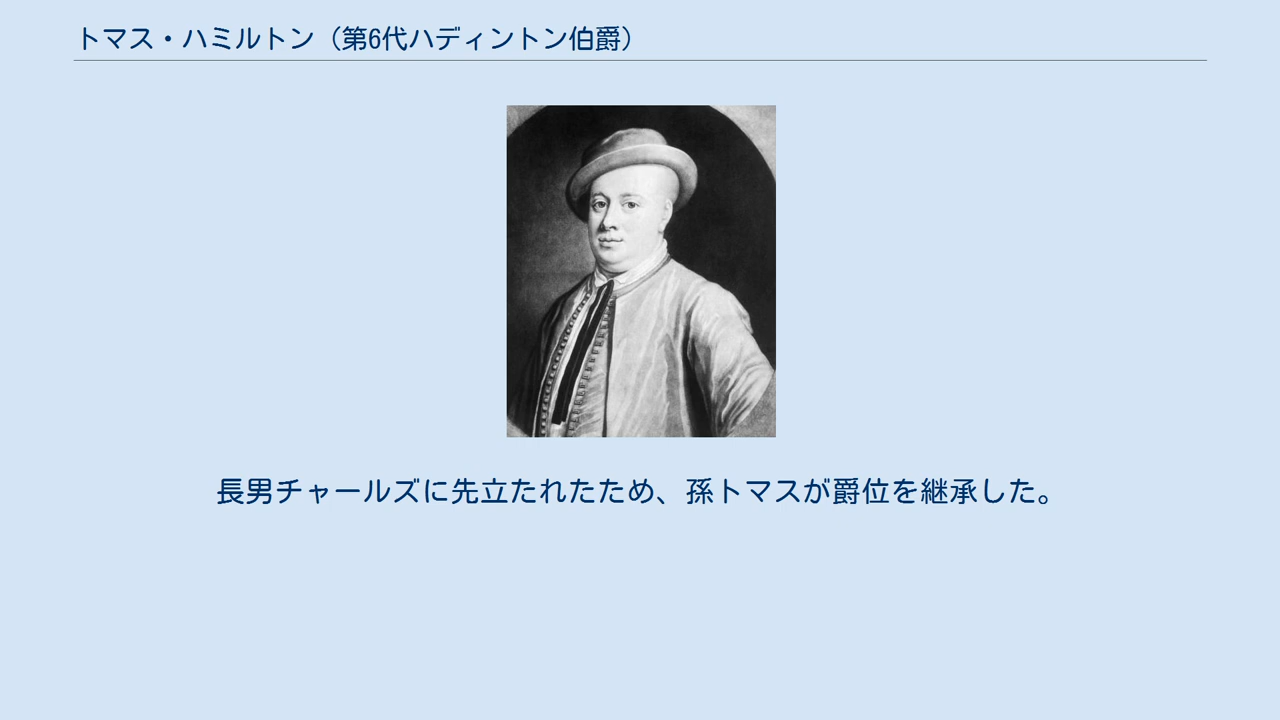 トマス・ハミルトン（第6代ハディントン伯爵）
長男チャールズに先立たれたため、孫トマスが爵位を継承した。